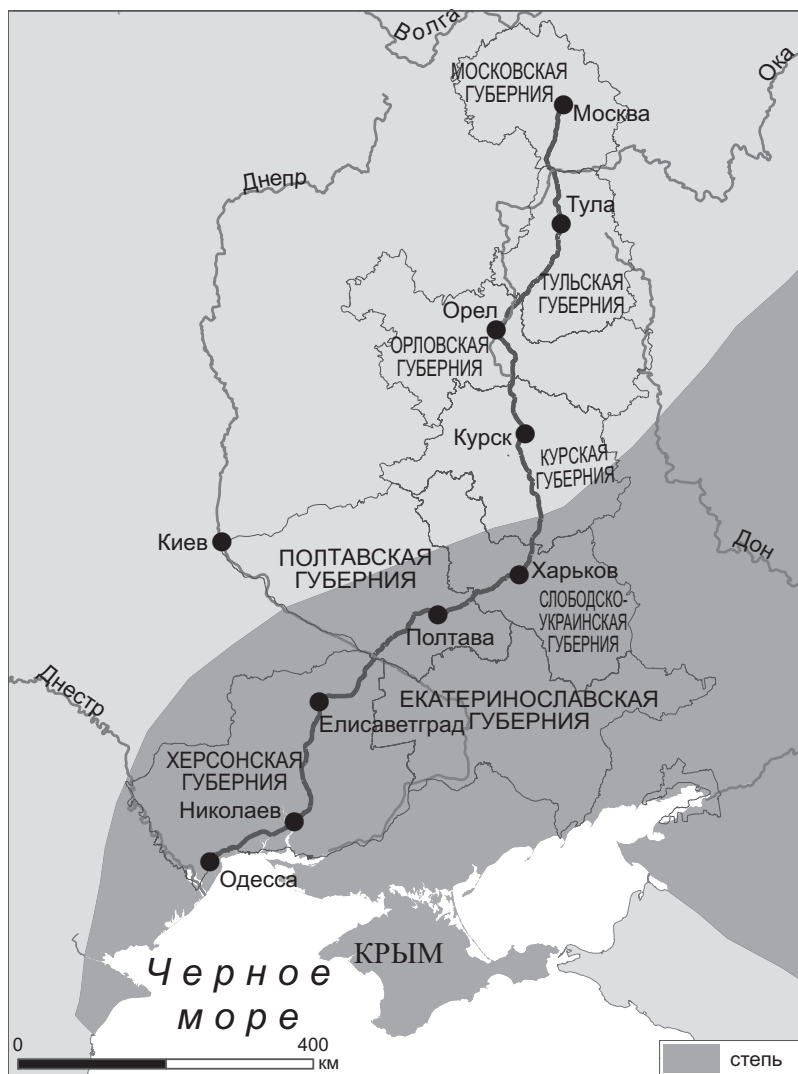 Волга
МОСКОВСКАЯ
ГУБЕРНИЯ
Ока
Москва
Днепр
Тула
ТУЛЬСКАЯ
ГУБЕРНИЯ
Орел
ОРЛОВСКАЯ
ГУБЕРНИЯ
Курск
КУРСКАЯ
ГУБЕРНИЯ
Киев
Дон
ПОЛТАВСКАЯ
ГУБЕРНИЯ
Харьков
СЛОБОДСКО-
УКРАИНСКАЯ
ГУБЕРНИЯ
Полтава
Днестр
ЕКАТЕРИНОСЛАВСКАЯ
ГУБЕРНИЯ
Елисаветград
ХЕРСОНСКАЯ
ГУБЕРНИЯ
Николаев
Одесса
КРЫМ
Черное
море
0 400
км
степь